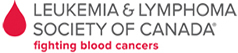 LEUKEMIA & LYMPHOMA
SOCIETY OF CANADA®
fighting blood cancers